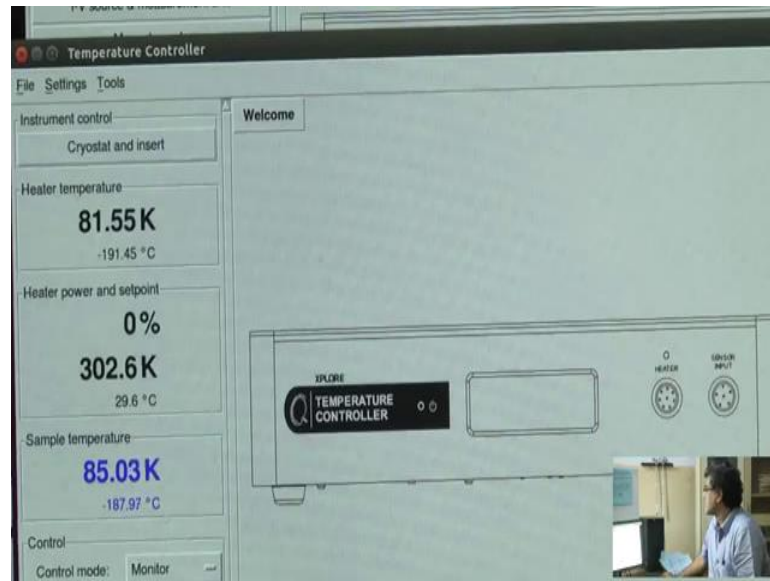 Temperature Controller
File Settings Tools
Instrument control
Cryostat and insert
Welcome
Heater temperature
81.55 K
-191.45 °C
Heater power and setpoint
0%
302.6 K
29.6 °C
Sample temperature
85.03 K
-187.97 °C
Control
Control mode: Monitor
XPLORE
TEMPERATURE
CONTROLLER
HEATER
SENSOR
INPUT